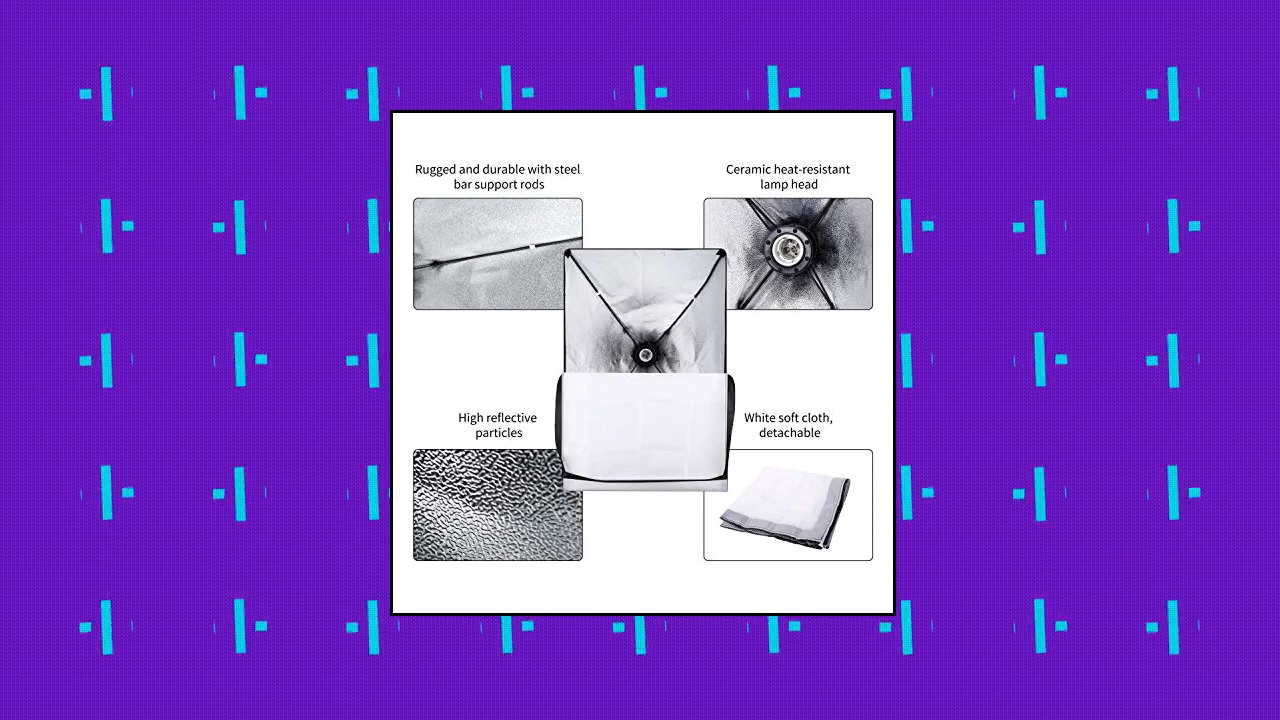 Rugged and durable with steel
bar support rods
Ceramic heat-resistant
lamp head
High reflective
particles
White soft cloth,
detachable